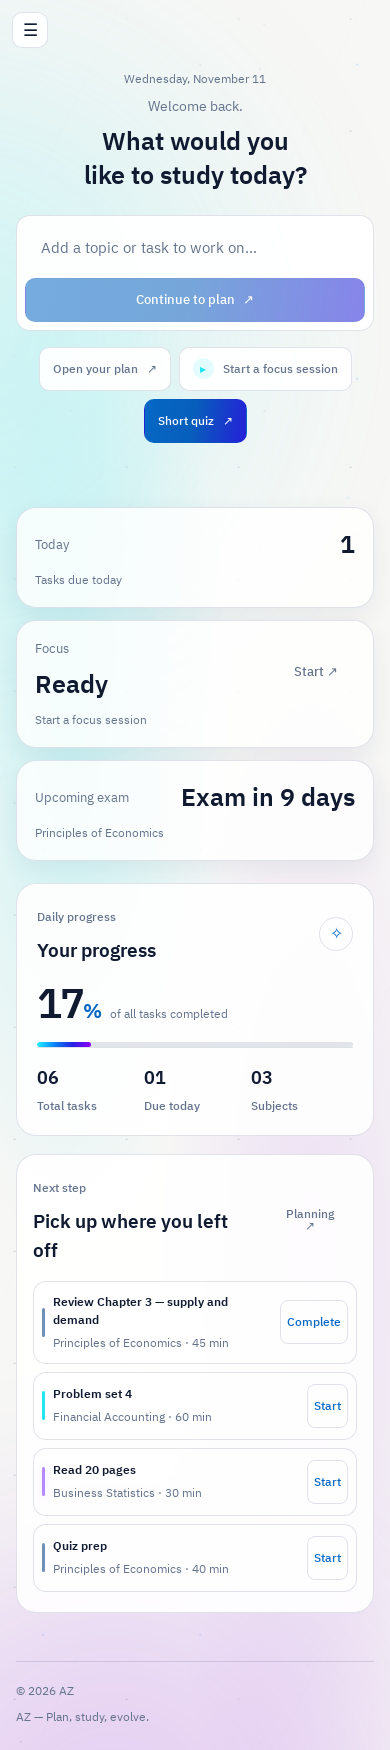 ☰
Wednesday, November 11
Welcome back.
What would you
like to study today?
Add a topic or task to work on...
Continue to plan ↗
Open your plan ↗
▶ Start a focus session
Short quiz ↗
Today
1
Tasks due today
Focus
Ready
Start ↗
Start a focus session
Upcoming exam
Exam in 9 days
Principles of Economics
Daily progress
Your progress
✧
17% of all tasks completed
06
01
03
Total tasks
Due today
Subjects
Next step
Pick up where you left
off
Planning
↗
Review Chapter 3 — supply and
demand
Principles of Economics · 45 min
Complete
Problem set 4
Financial Accounting · 60 min
Start
Read 20 pages
Business Statistics · 30 min
Start
Quiz prep
Principles of Economics · 40 min
Start
© 2026 AZ
AZ — Plan, study, evolve.